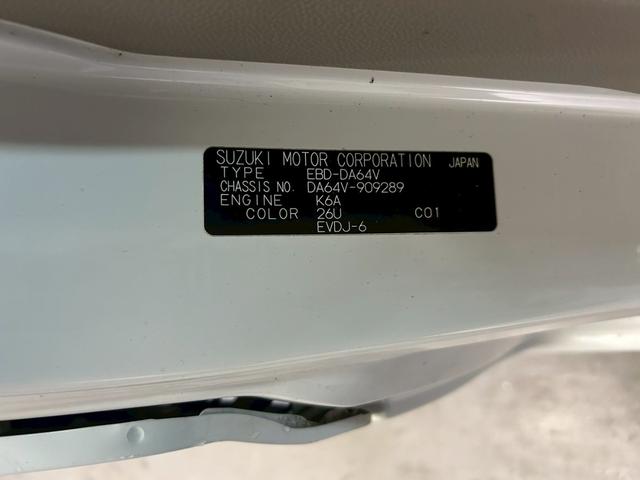 SUZUKI MOTOR CORPORATION JAPAN
TYPE EBD-DA64V
CHASSIS NO. DA64V-909289
ENGINE K6A
COLOR 26U C01
EVDJ-6